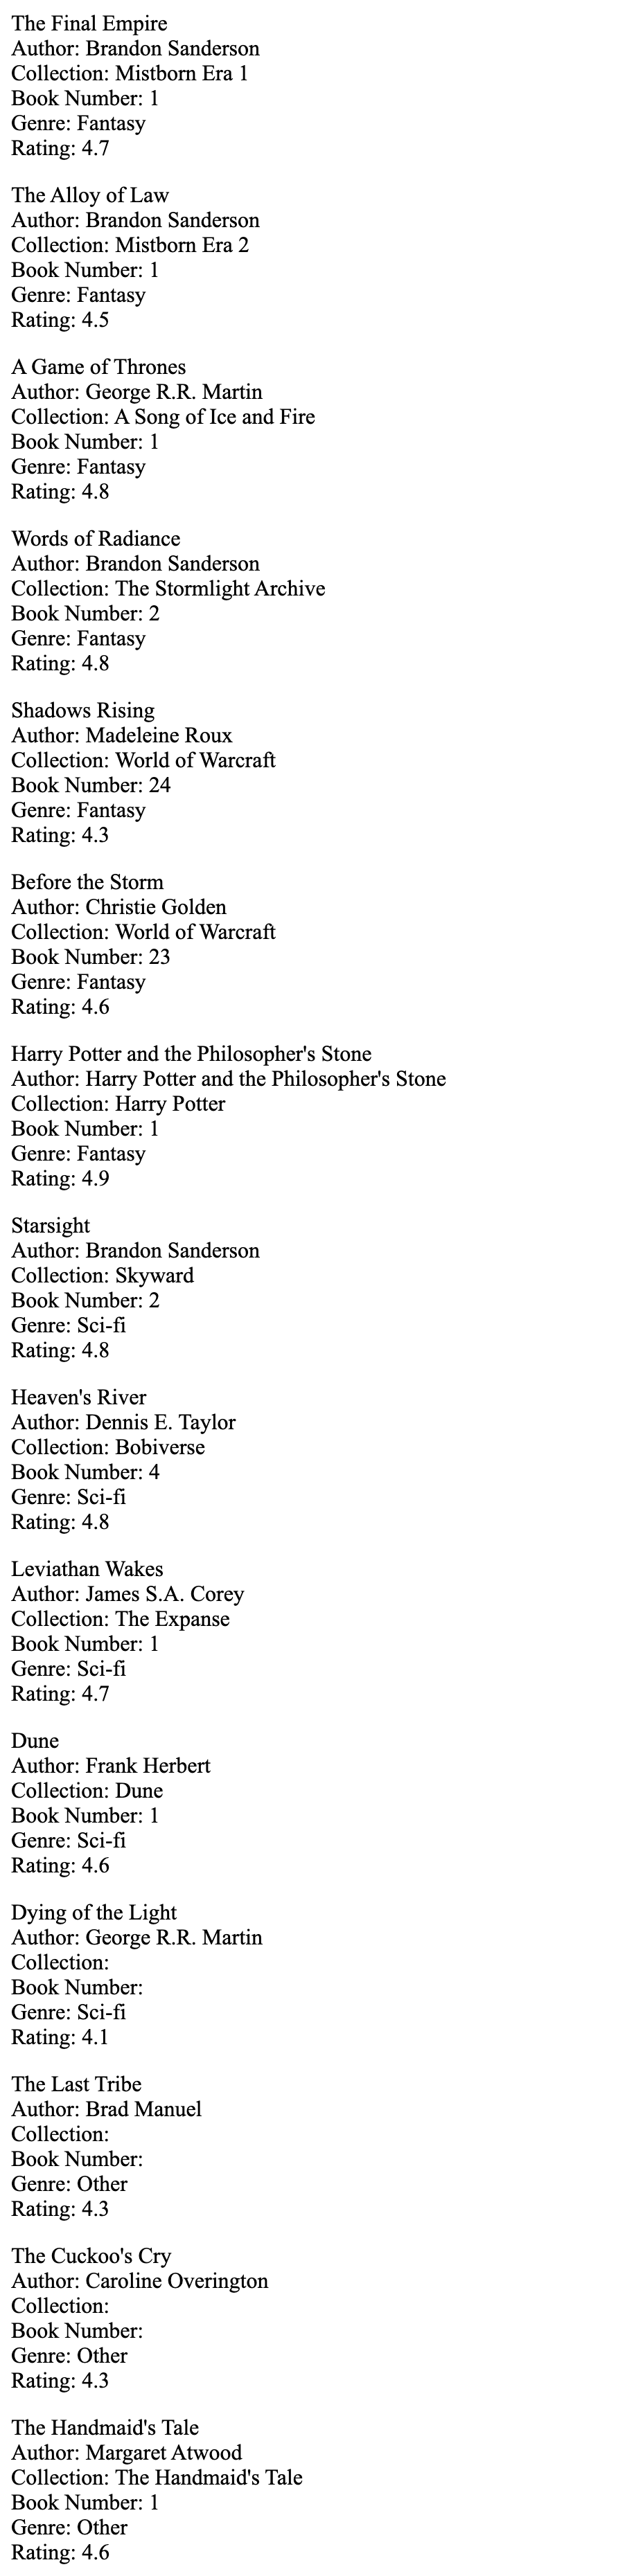 The Final Empire
Author: Brandon Sanderson
Collection: Mistborn Era 1
Book Number: 1
Genre: Fantasy
Rating: 4.7
The Alloy of Law
Author: Brandon Sanderson
Collection: Mistborn Era 2
Book Number: 1
Genre: Fantasy
Rating: 4.5
A Game of Thrones
Author: George R.R. Martin
Collection: A Song of Ice and Fire
Book Number: 1
Genre: Fantasy
Rating: 4.8
Words of Radiance
Author: Brandon Sanderson
Collection: The Stormlight Archive
Book Number: 2
Genre: Fantasy
Rating: 4.8
Shadows Rising
Author: Madeleine Roux
Collection: World of Warcraft
Book Number: 24
Genre: Fantasy
Rating: 4.3
Before the Storm
Author: Christie Golden
Collection: World of Warcraft
Book Number: 23
Genre: Fantasy
Rating: 4.6
Harry Potter and the Philosopher's Stone
Author: Harry Potter and the Philosopher's Stone
Collection: Harry Potter
Book Number: 1
Genre: Fantasy
Rating: 4.9
Starsight
Author: Brandon Sanderson
Collection: Skyward
Book Number: 2
Genre: Sci-fi
Rating: 4.8
Heaven's River
Author: Dennis E. Taylor
Collection: Bobiverse
Book Number: 4
Genre: Sci-fi
Rating: 4.8
Leviathan Wakes
Author: James S.A. Corey
Collection: The Expanse
Book Number: 1
Genre: Sci-fi
Rating: 4.7
Dune
Author: Frank Herbert
Collection: Dune
Book Number: 1
Genre: Sci-fi
Rating: 4.6
Dying of the Light
Author: George R.R. Martin
Collection:
Book Number:
Genre: Sci-fi
Rating: 4.1
The Last Tribe
Author: Brad Manuel
Collection:
Book Number:
Genre: Other
Rating: 4.3
The Cuckoo's Cry
Author: Caroline Overington
Collection:
Book Number:
Genre: Other
Rating: 4.3
The Handmaid's Tale
Author: Margaret Atwood
Collection: The Handmaid's Tale
Book Number: 1
Genre: Other
Rating: 4.6